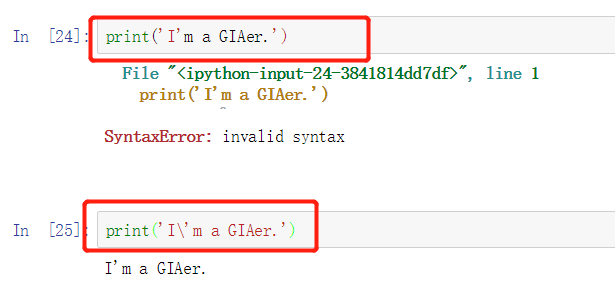 In [24]: print('I'm a GIAer.')
File "<ipython-input-24-3841814dd7df>", line 1
print('I'm a GIAer.')
^
SyntaxError: invalid syntax
In [25]: print('I\'m a GIAer.')
I'm a GIAer.